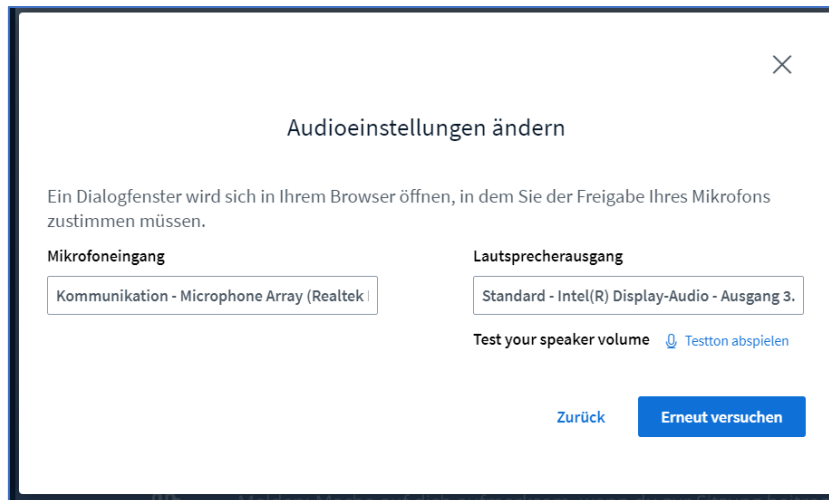 Audioeinstellungen ändern
Ein Dialogfenster wird sich in Ihrem Browser öffnen, in dem Sie der Freigabe Ihres Mikrofons
zustimmen müssen.
Mikrofoneingang
Lautsprecherausgang
Kommunikation - Microphone Array (Realtek
Standard - Intel(R) Display-Audio - Ausgang 3.
Test your speaker volume
Testton abspielen
Zurück
Erneut versuchen